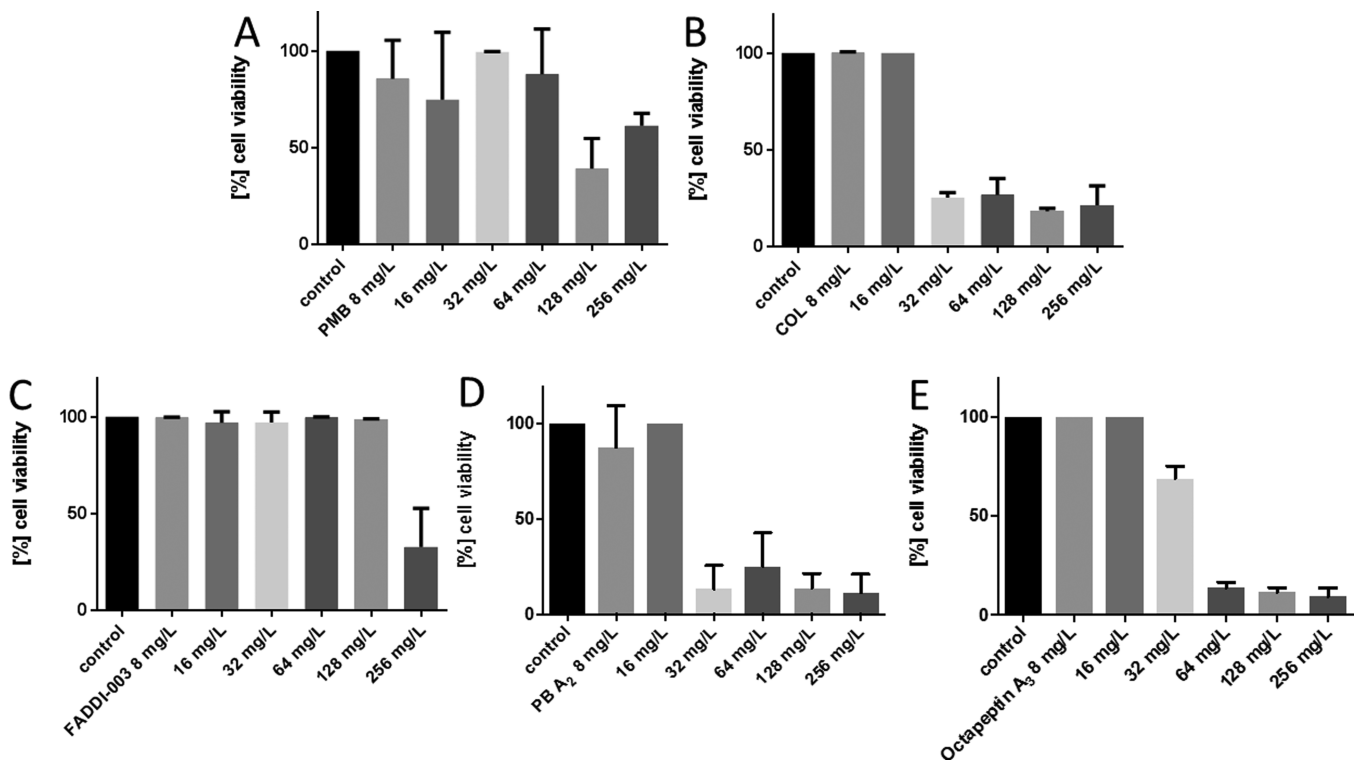 A
[%] cell viability
100
50
0
control
PMB 8 mg/L
16 mg/L
32 mg/L
64 mg/L
128 mg/L
256 mg/L
B
[%] cell viability
100
50
0
control
COL 8 mg/L
16 mg/L
32 mg/L
64 mg/L
128 mg/L
256 mg/L
C
[%] cell viability
100
50
0
control
FADDI-003 8 mg/L
16 mg/L
32 mg/L
64 mg/L
128 mg/L
256 mg/L
D
[%] cell viability
100
50
0
control
PB A₂ 8 mg/L
16 mg/L
32 mg/L
64 mg/L
128 mg/L
256 mg/L
E
[%] cell viability
100
50
0
control
Octapeptin A₃ 8 mg/L
16 mg/L
32 mg/L
64 mg/L
128 mg/L
256 mg/L